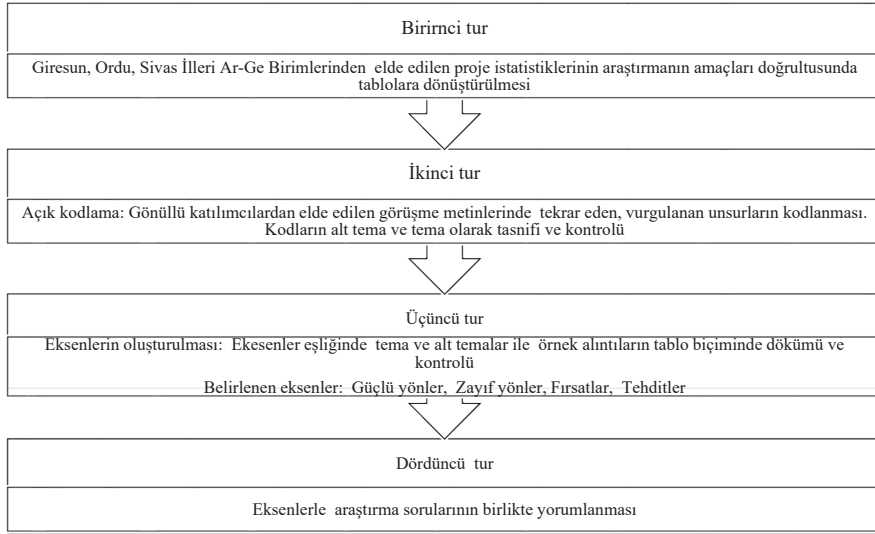 Birirnci tur
Giresun, Ordu, Sivas İlleri Ar-Ge Birimlerinden elde edilen proje istatistiklerinin araştırmanın amaçları doğrultusunda
tablolara dönüştürülmesi
İkinci tur
Açık kodlama: Gönüllü katılımcılardan elde edilen görüşme metinlerinde tekrar eden, vurgulanan unsurların kodlanması.
Kodların alt tema ve tema olarak tasnifi ve kontrolü
Üçüncü tur
Eksenlerin oluşturulması: Ekesenler eşliğinde tema ve alt temalar ile örnek alıntıların tablo biçiminde dökümü ve
kontrolü
Belirlenen eksenler: Güçlü yönler, Zayıf yönler, Fırsatlar, Tehditler
Dördüncü tur
Eksenlerle araştırma sorularının birlikte yorumlanması